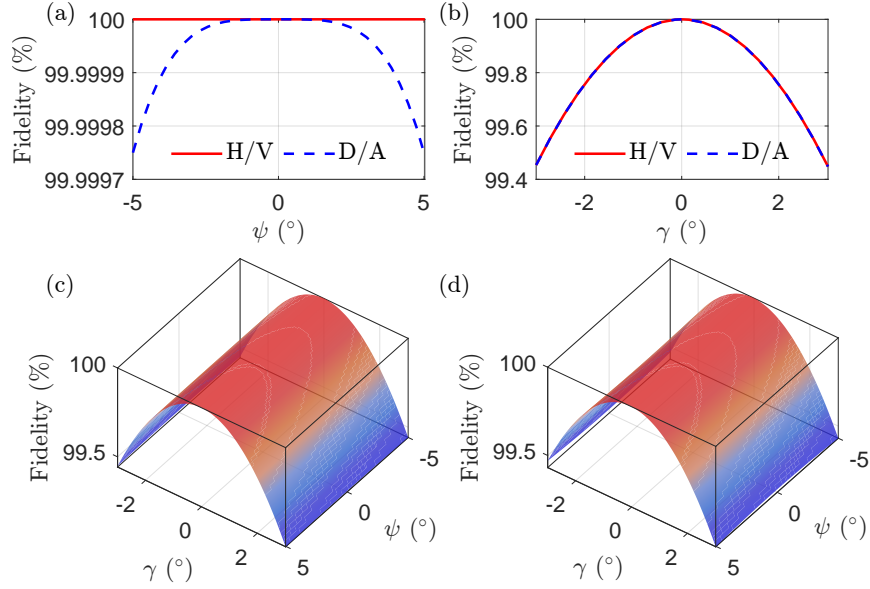 (a)
Fidelity (%)
100
99.9999
99.9998
99.9997
H/V
D/A
-5
0
5
ψ (°)
(b)
Fidelity (%)
100
99.8
99.6
99.4
H/V
D/A
-2
0
2
γ (°)
(c)
Fidelity (%)
100
99.5
-2
0
2
γ (°)
5
0
-5
ψ (°)
(d)
Fidelity (%)
100
99.5
-2
0
2
γ (°)
5
0
-5
ψ (°)